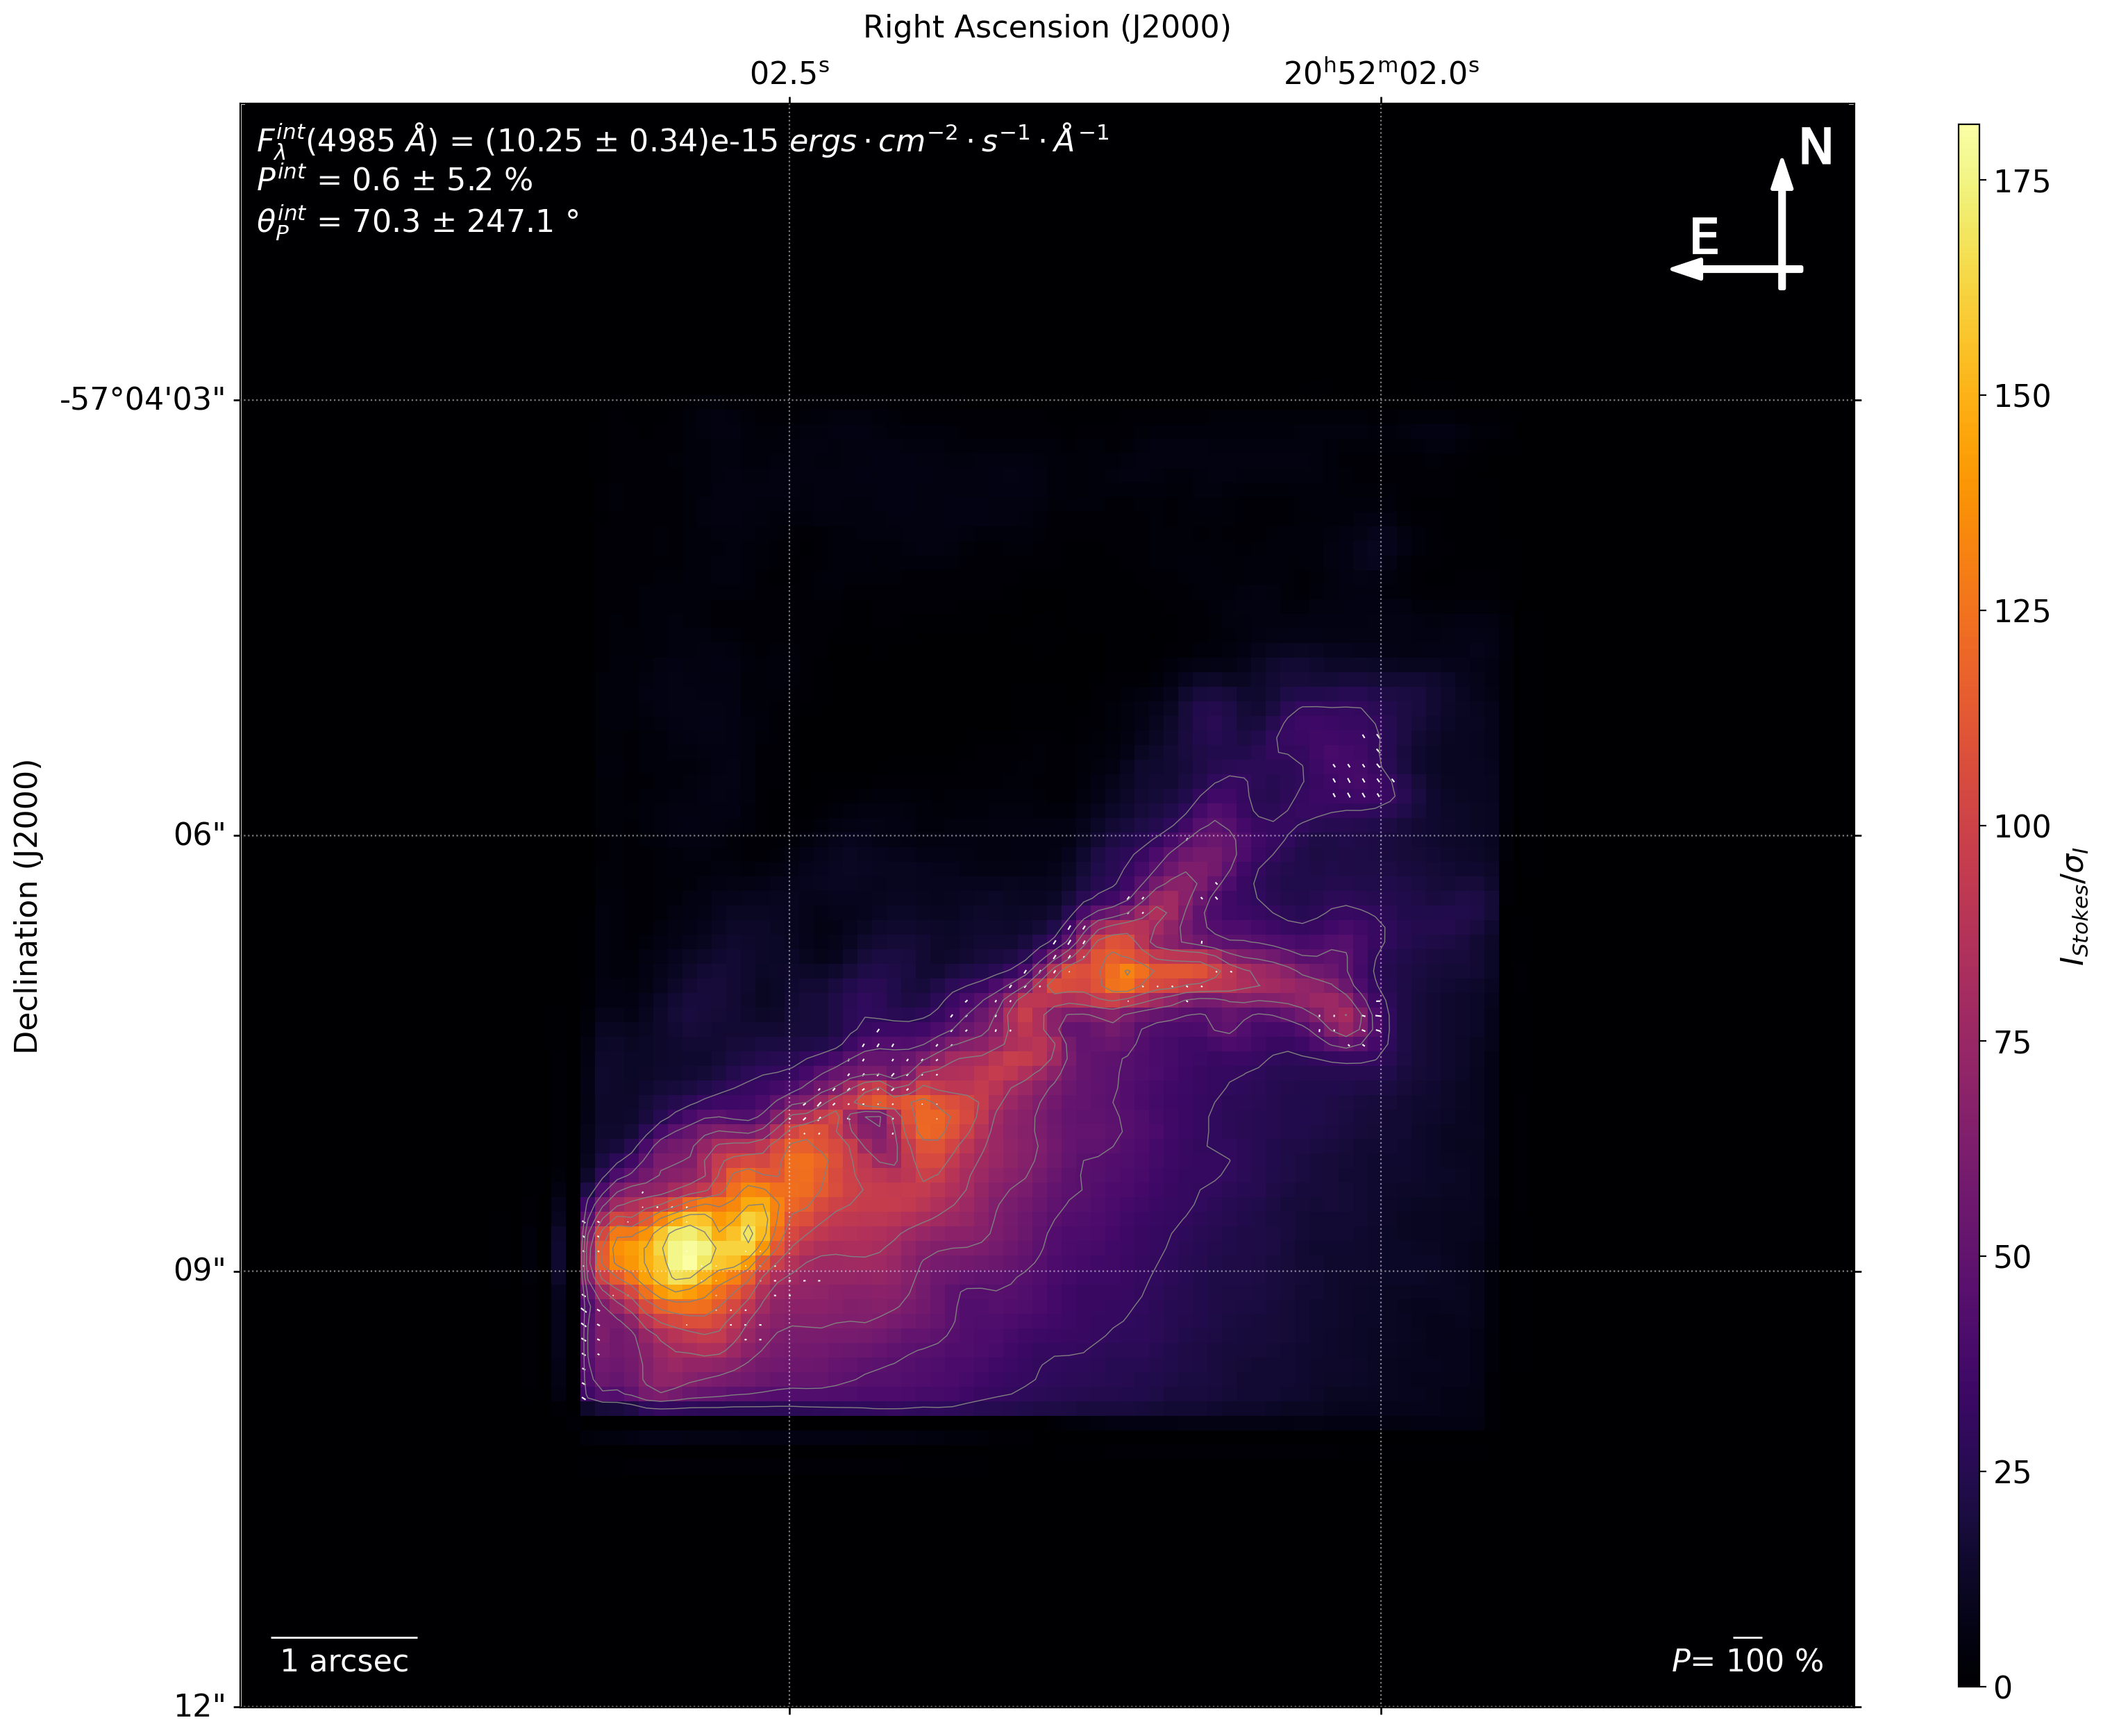 Right Ascension (J2000)
02.5ˢ 20ʰ52ᵐ02.0ˢ
F_λ^int(4985 Å) = (10.25 ± 0.34)e-15 ergs · cm⁻² · s⁻¹ · Å⁻¹
P^int = 0.6 ± 5.2 %
θ_P^int = 70.3 ± 247.1 °
N
E
-57°04'03"
06"
09"
12"
Declination (J2000)
1 arcsec
P= 100 %
175
150
125
100
75
50
25
0
I_Stokes/σ_I